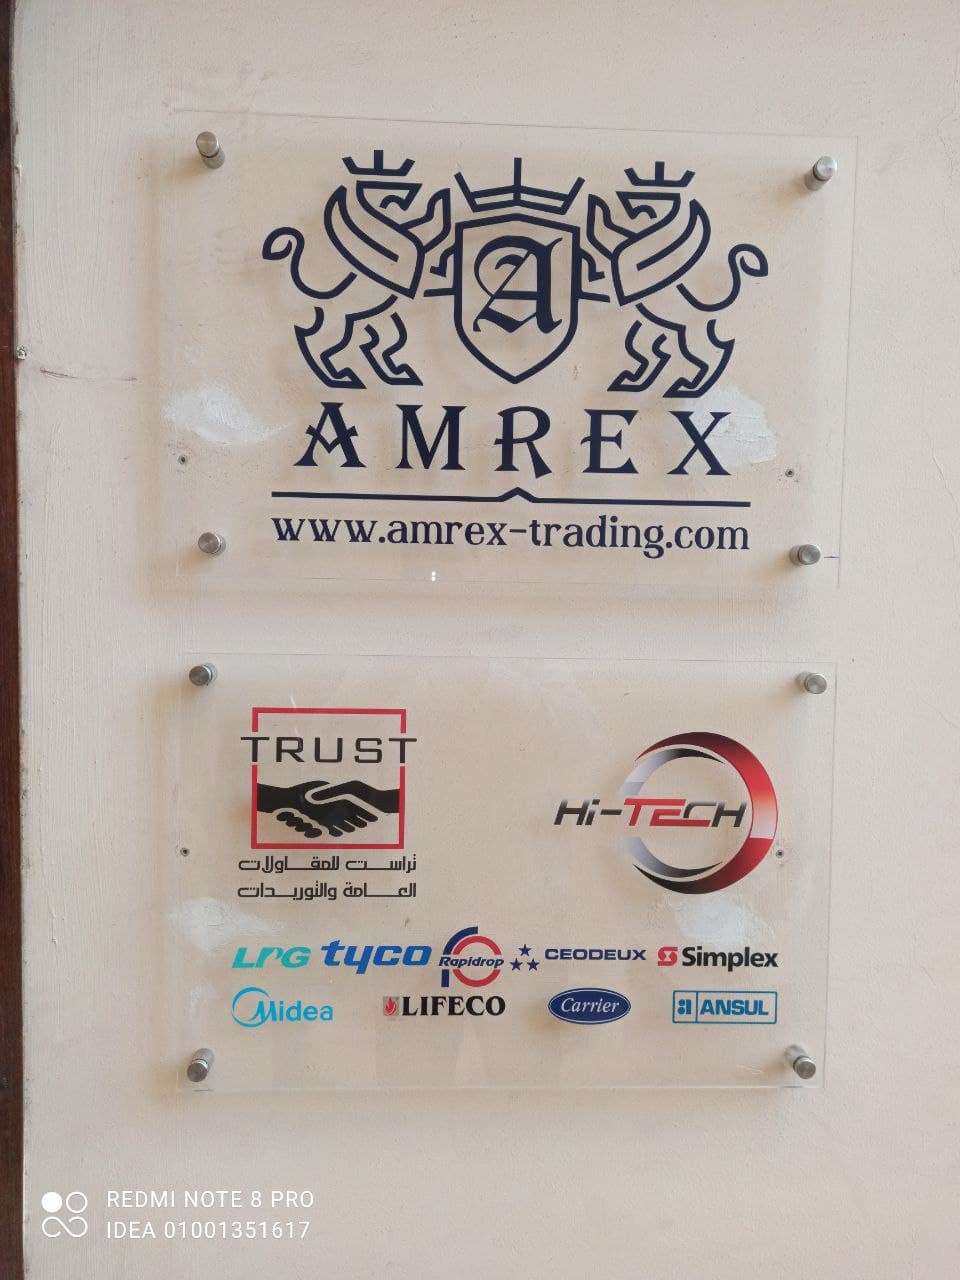 A
AMREX
www.amrex-trading.com
TRUST
تراست للمقاولات
العامة والتوريدات
Hi-TECH
LPG tyco Rapidrop CEODEUX Simplex
Midea LIFECO Carrier ANSUL
REDMI NOTE 8 PRO
IDEA 01001351617